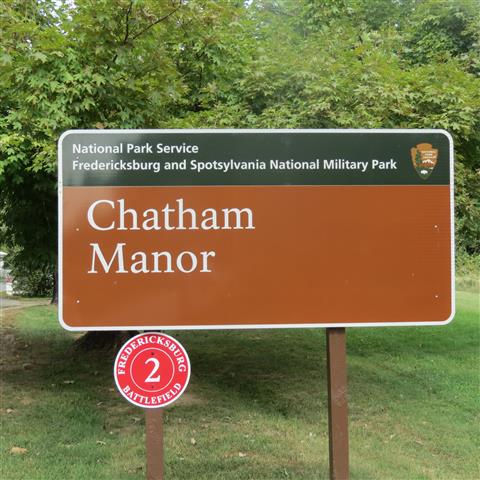 National Park Service
Fredericksburg and Spotsylvania National Military Park
Chatham
Manor
FREDERICKSBURG
2
BATTLEFIELD